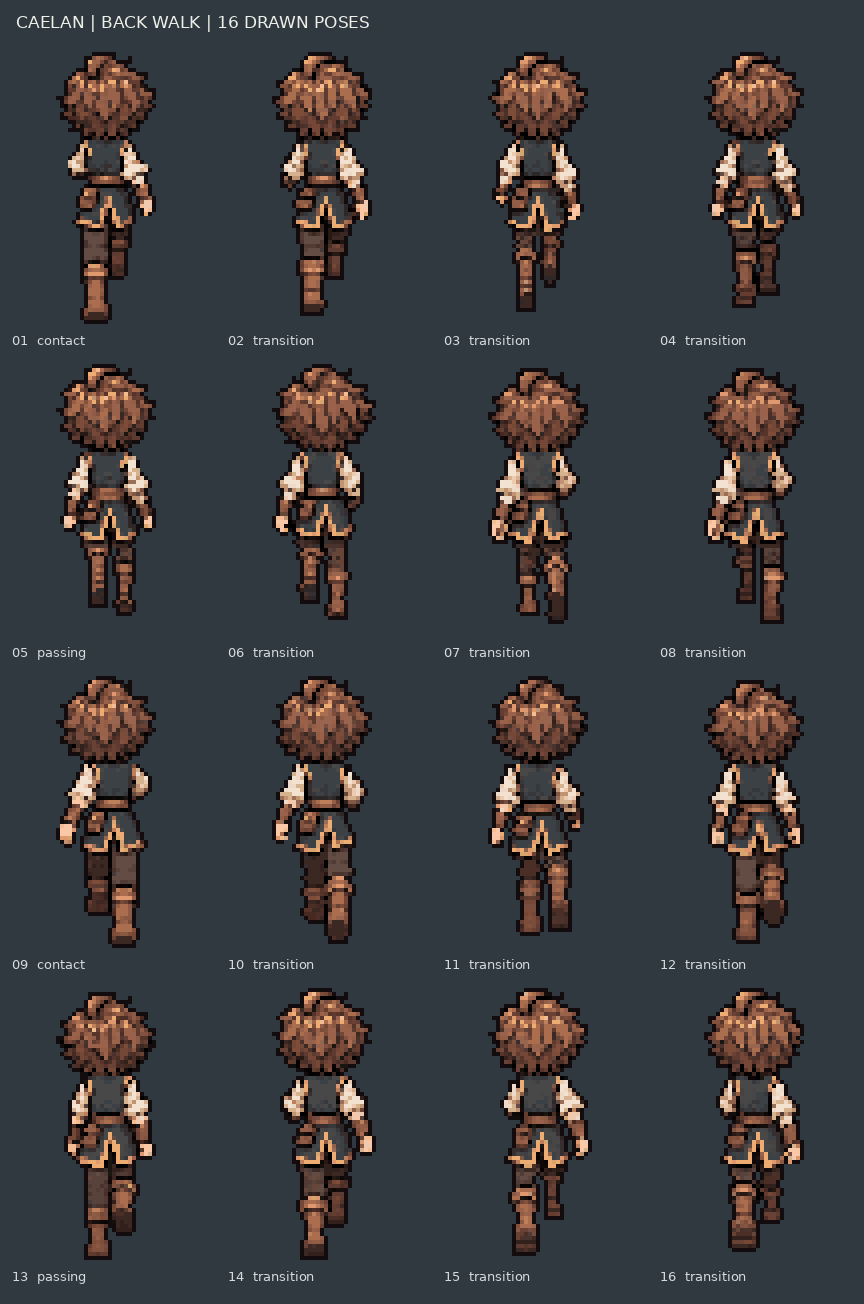 CAELAN | BACK WALK | 16 DRAWN POSES
01 contact
02 transition
03 transition
04 transition
05 passing
06 transition
07 transition
08 transition
09 contact
10 transition
11 transition
12 transition
13 passing
14 transition
15 transition
16 transition